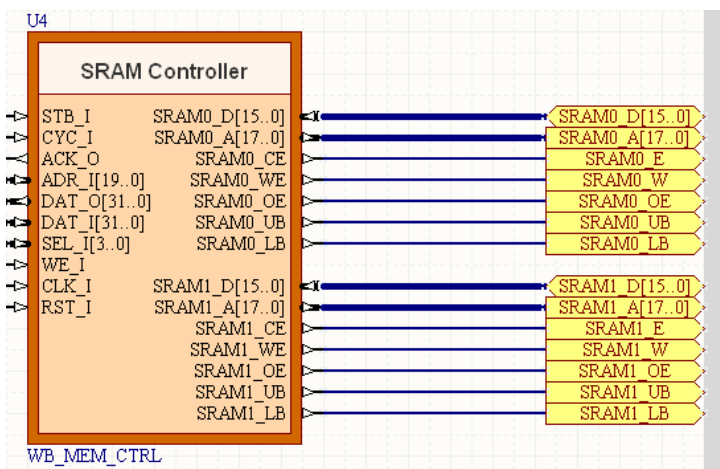 U4
SRAM Controller
STB_I SRAM0_D[15..0] SRAM0_D[15..0]
CYC_I SRAM0_A[17..0] SRAM0_A[17..0]
ACK_O SRAM0_CE SRAM0_E
ADR_I[19..0] SRAM0_WE SRAM0_W
DAT_O[31..0] SRAM0_OE SRAM0_OE
DAT_I[31..0] SRAM0_UB SRAM0_UB
SEL_I[3..0] SRAM0_LB SRAM0_LB
WE_I
CLK_I SRAM1_D[15..0] SRAM1_D[15..0]
RST_I SRAM1_A[17..0] SRAM1_A[17..0]
SRAM1_CE SRAM1_E
SRAM1_WE SRAM1_W
SRAM1_OE SRAM1_OE
SRAM1_UB SRAM1_UB
SRAM1_LB SRAM1_LB
WB_MEM_CTRL